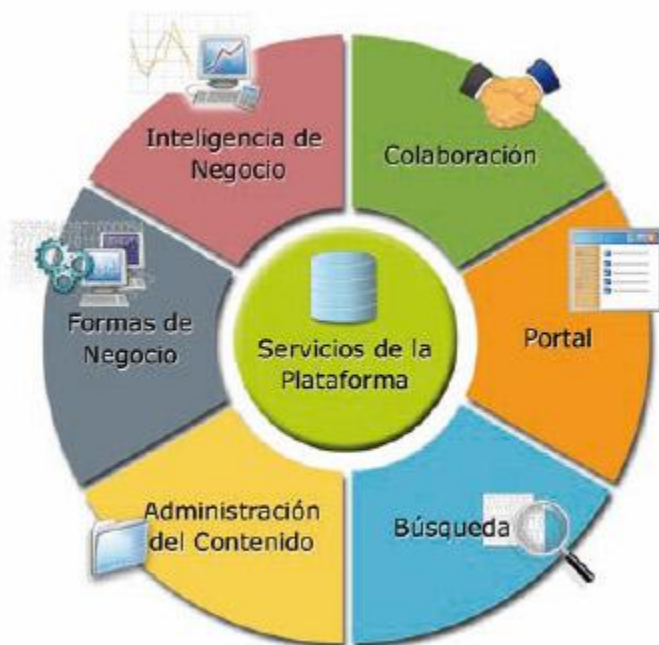 Inteligencia de
Negocio
Colaboración
Formas de
Negocio
Servicios de la
Plataforma
Portal
Administración
del Contenido
Búsqueda